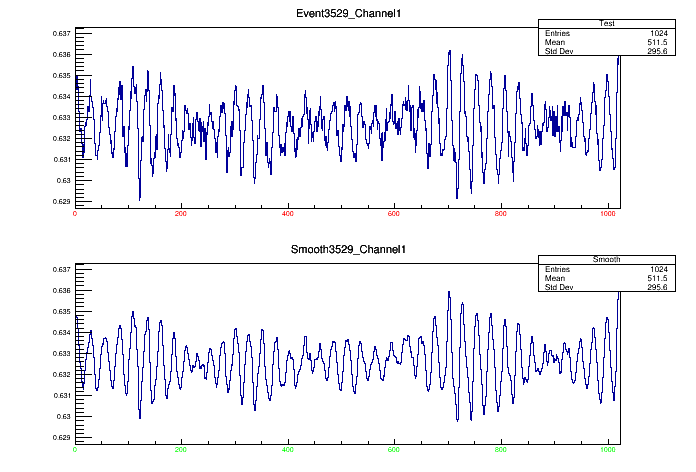 Event3529_Channel1
Test
Entries 1024
Mean 511.5
Std Dev 295.6
0.637
0.636
0.635
0.634
0.633
0.632
0.631
0.63
0.629
0 200 400 600 800 1000
Smooth3529_Channel1
Smooth
Entries 1024
Mean 511.5
Std Dev 295.6
0.637
0.636
0.635
0.634
0.633
0.632
0.631
0.63
0.629
0 200 400 600 800 1000